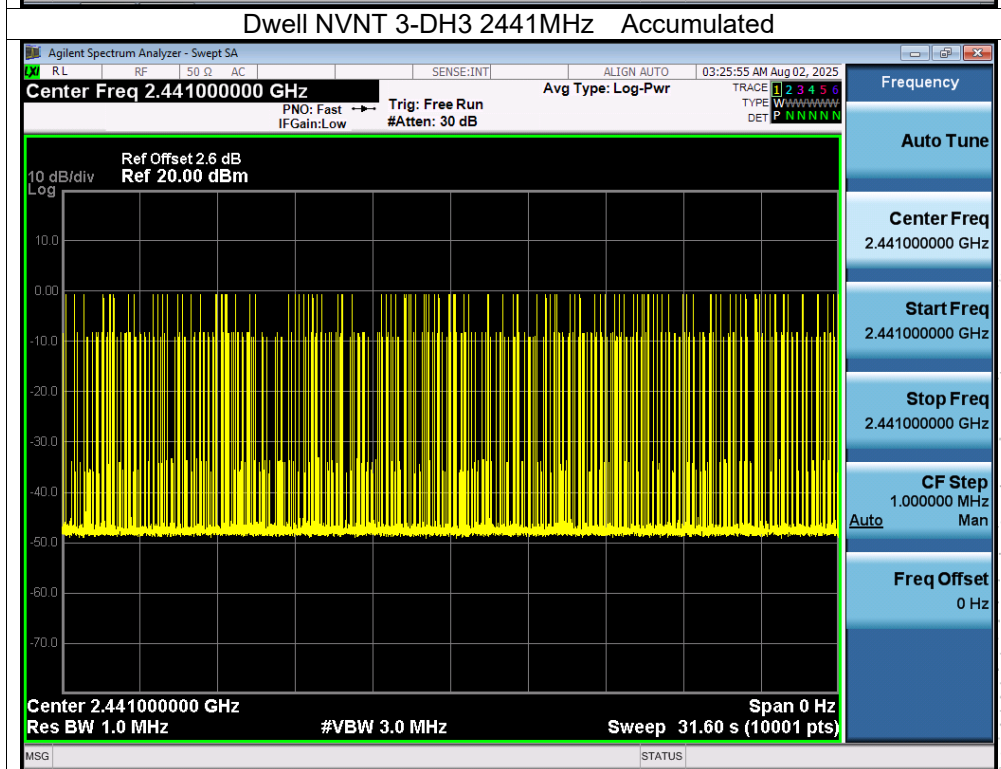 Dwell NVNT 3-DH3 2441MHz Accumulated
Agilent Spectrum Analyzer - Swept SA
LXI RL RF 50 Ω AC SENSE:INT ALIGN AUTO 03:25:55 AM Aug 02, 2025
Center Freq 2.441000000 GHz
PNO: Fast
IFGain:Low
Trig: Free Run
#Atten: 30 dB
Avg Type: Log-Pwr
TRACE 1 2 3 4 5 6
TYPE WWWWWWW
DET P N N N N N
Ref Offset 2.6 dB
10 dB/div Ref 20.00 dBm
Log
10.0
0.00
-10.0
-20.0
-30.0
-40.0
-50.0
-60.0
-70.0
Center 2.441000000 GHz Span 0 Hz
Res BW 1.0 MHz #VBW 3.0 MHz Sweep 31.60 s (10001 pts)
MSG STATUS
Frequency
Auto Tune
Center Freq
2.441000000 GHz
Start Freq
2.441000000 GHz
Stop Freq
2.441000000 GHz
CF Step
1.000000 MHz
Auto Man
Freq Offset
0 Hz